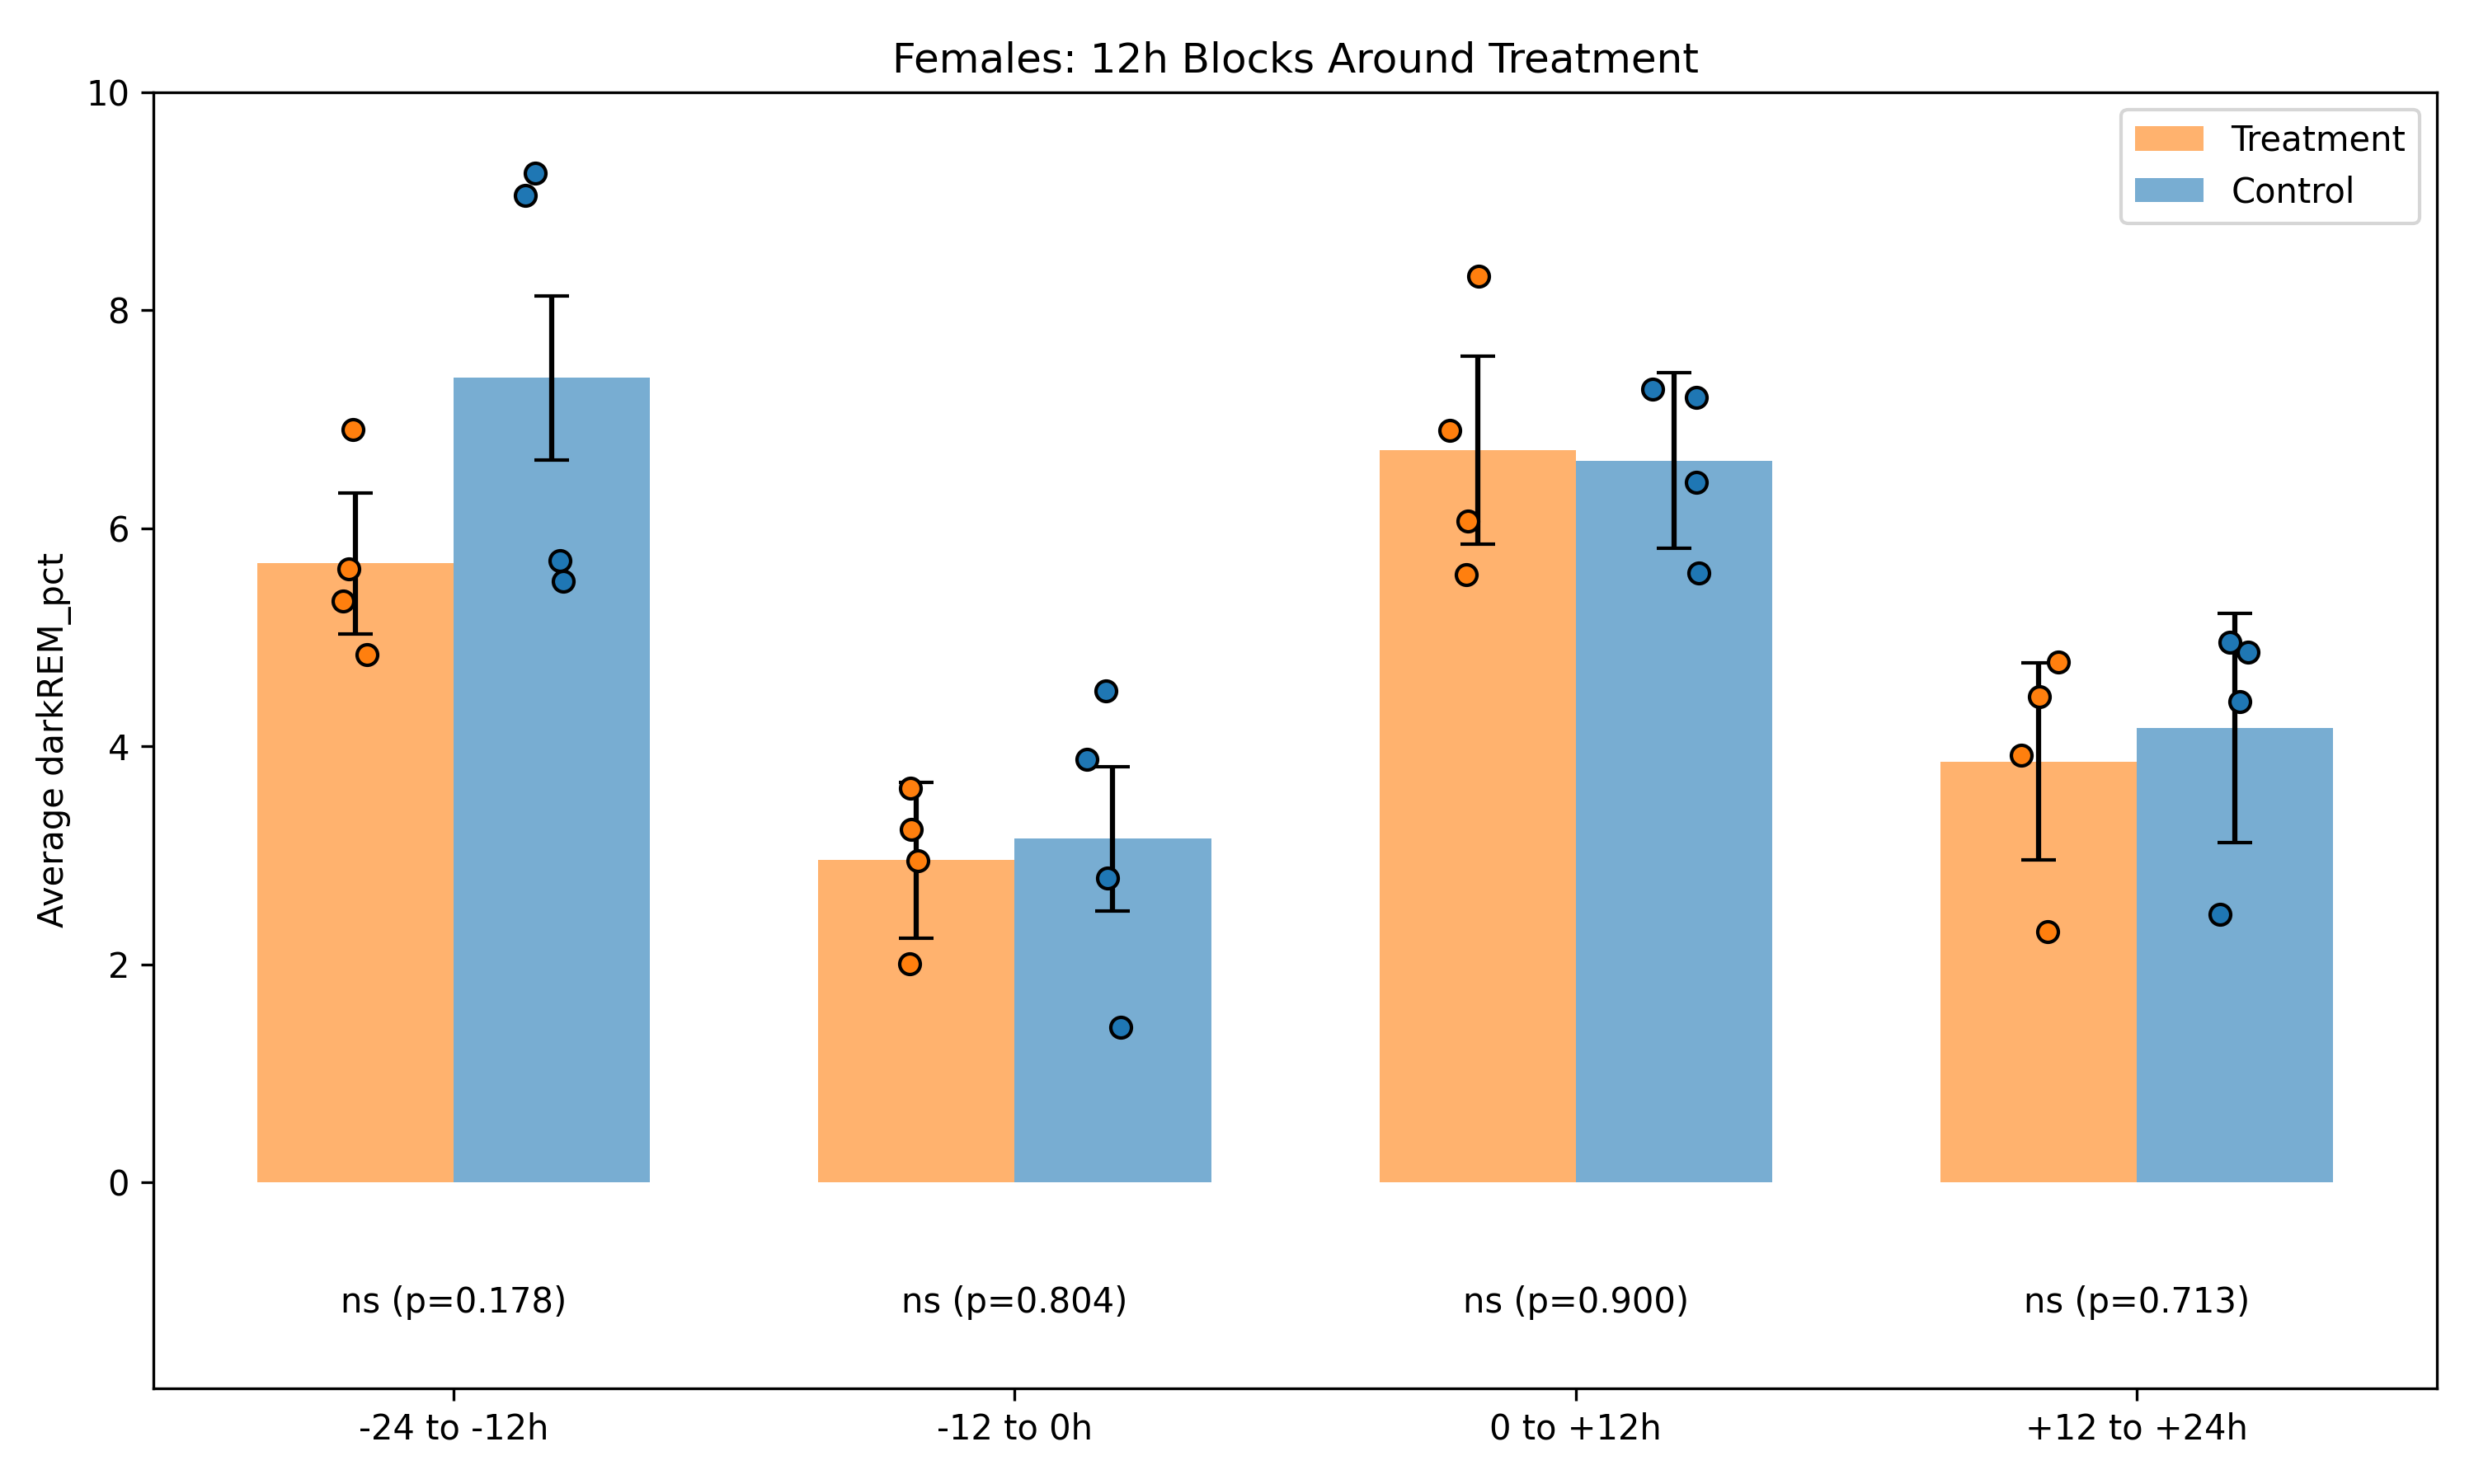 Females: 12h Blocks Around Treatment
10
8
6
4
2
0
Average darkREM_pct
Treatment
Control
ns (p=0.178)
ns (p=0.804)
ns (p=0.900)
ns (p=0.713)
-24 to -12h
-12 to 0h
0 to +12h
+12 to +24h